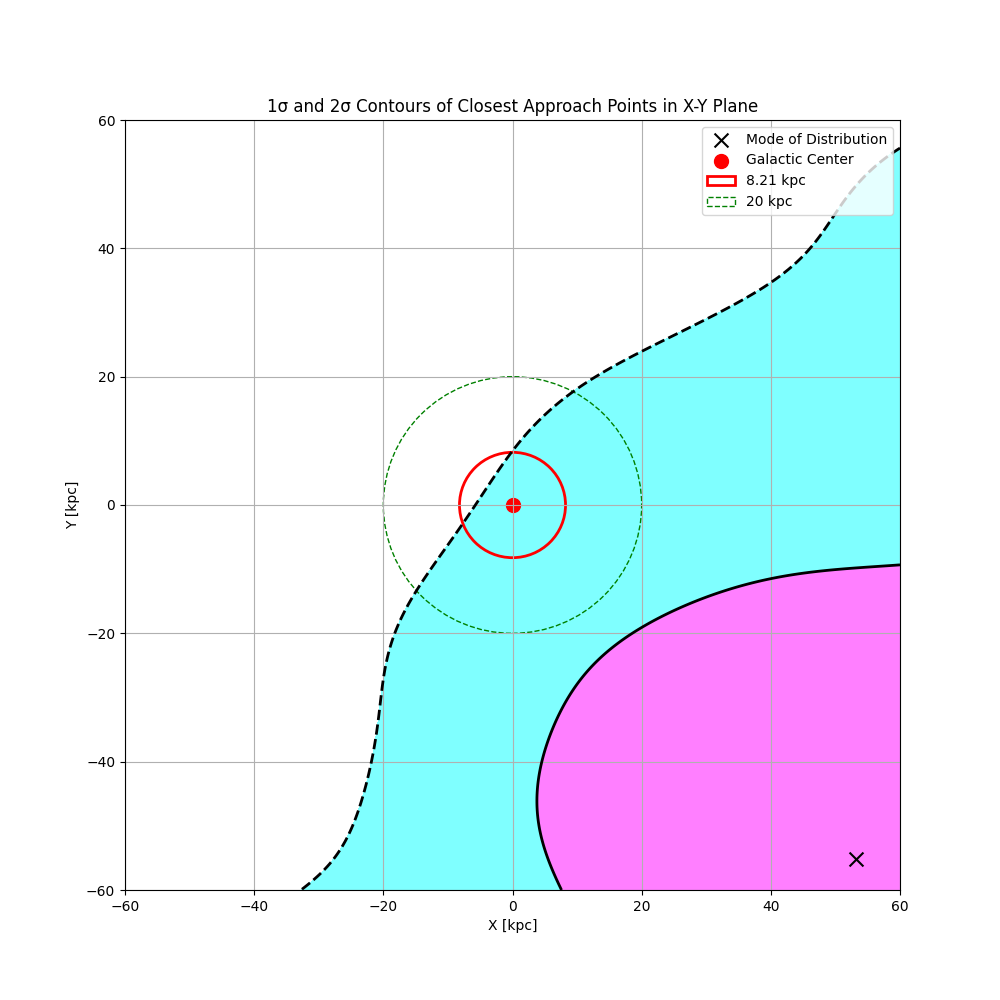 1σ and 2σ Contours of Closest Approach Points in X-Y Plane
Mode of Distribution
Galactic Center
8.21 kpc
20 kpc
60
40
20
0
−20
−40
−60
Y [kpc]
−60 −40 −20 0 20 40 60
X [kpc]